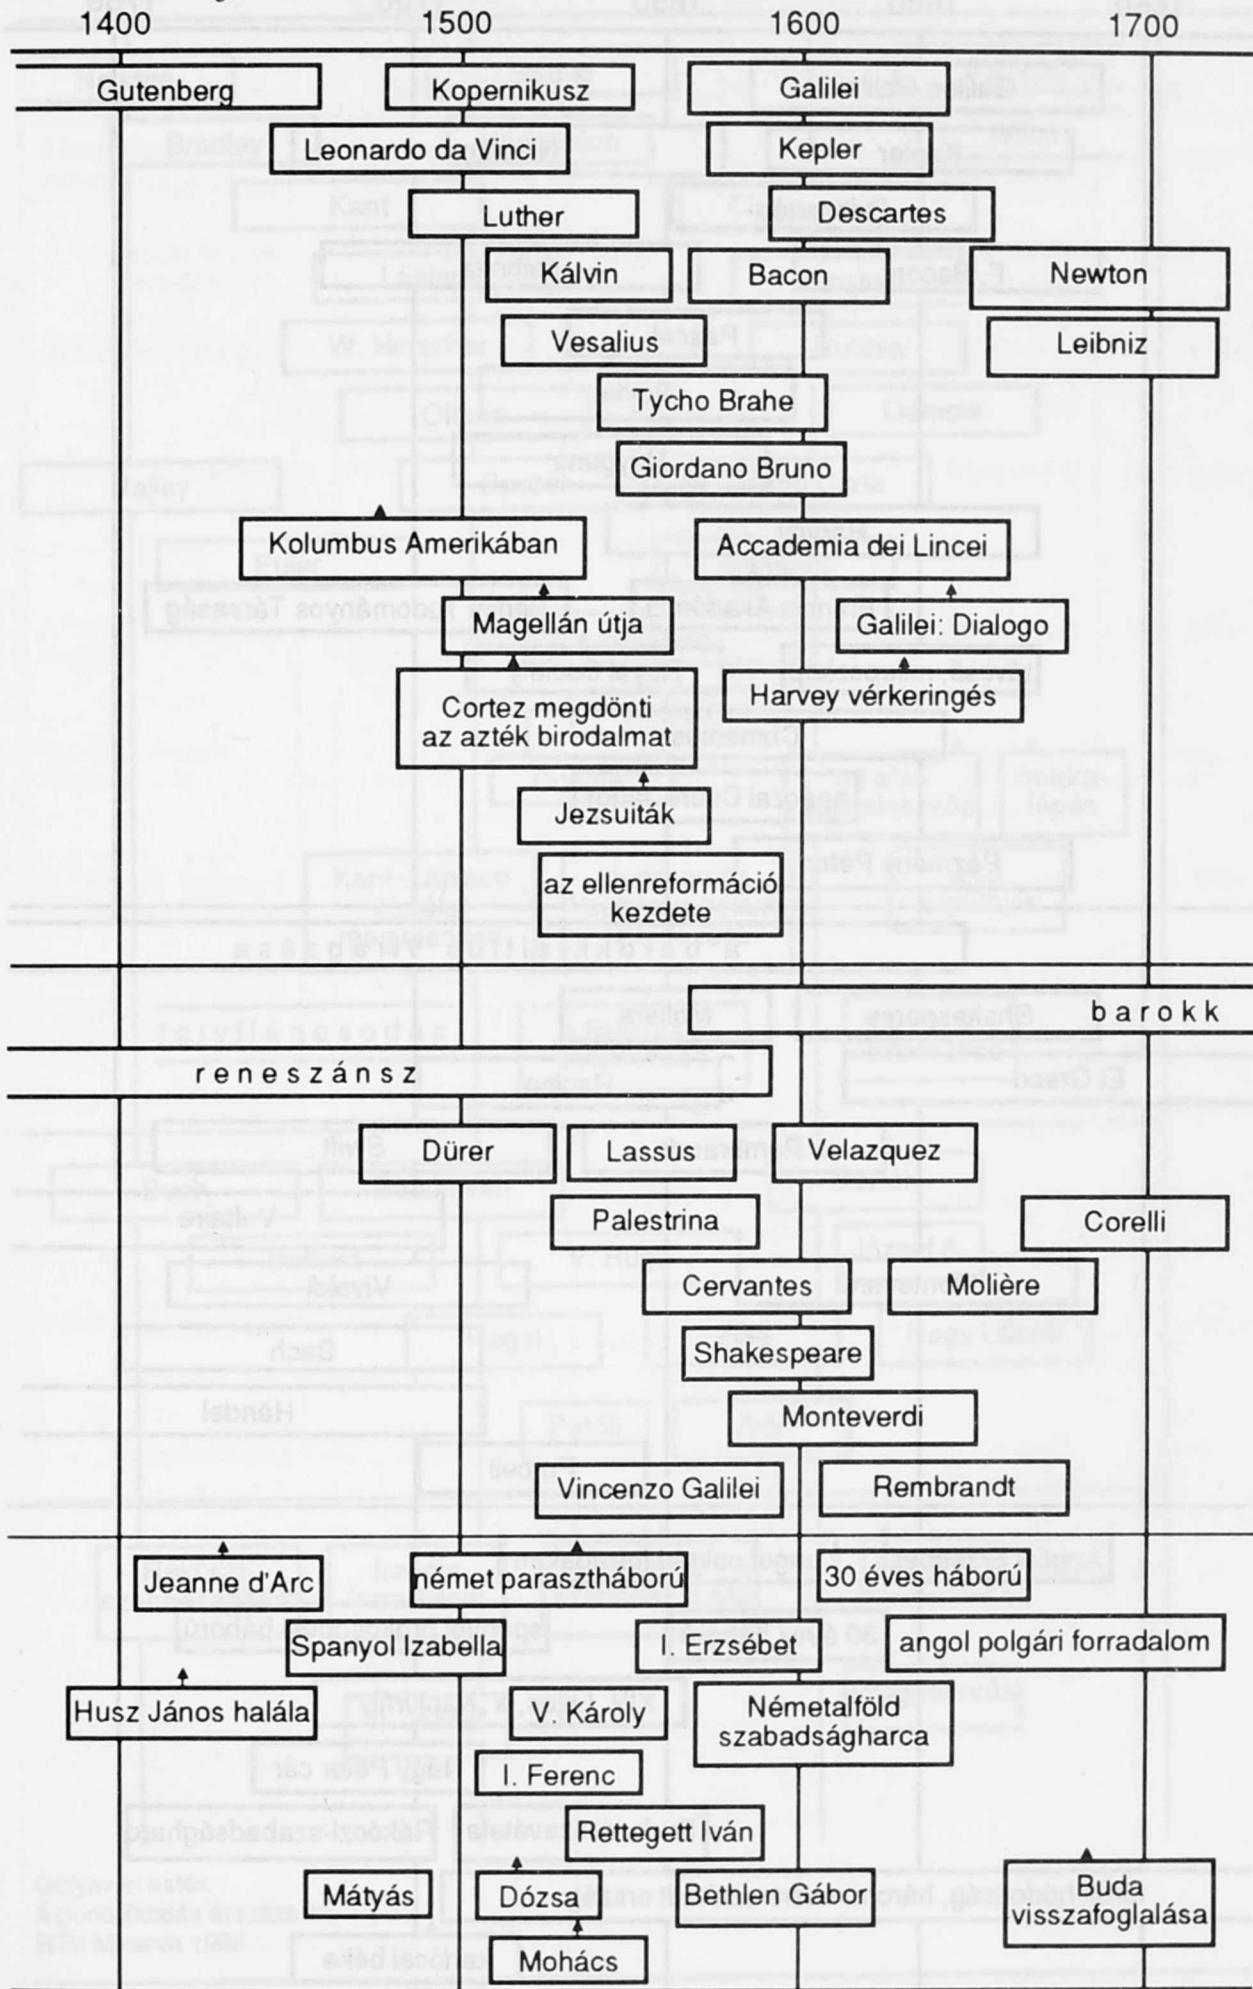 1400 1500 1600 1700
Gutenberg Kopernikusz Galilei
Leonardo da Vinci Kepler
Luther Descartes
Kálvin Bacon Newton
Vesalius Leibniz
Tycho Brahe
Giordano Bruno
Kolumbus Amerikában Accademia dei Lincei
Magellán útja Galilei: Dialogo
Cortez megdönti
az azték birodalmat
Harvey vérkeringés
Jezsuiták
az ellenreformáció
kezdete
barokk
reneszánsz
Dürer Lassus Velazquez
Palestrina Corelli
Cervantes Molière
Shakespeare
Monteverdi
Vincenzo Galilei Rembrandt
Jeanne d'Arc német parasztháború 30 éves háború
Spanyol Izabella I. Erzsébet angol polgári forradalom
Husz János halála V. Károly
Németalföld
szabadságharca
I. Ferenc
Rettegett Iván
Mátyás Dózsa Bethlen Gábor
Buda
visszafoglalása
Mohács